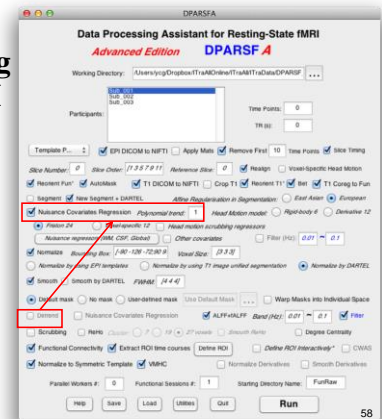 g
DPARSFA
Data Processing Assistant for Resting-State fMRI
Advanced Edition DPARSF A
Working Directory: /Users/ycg/Dropbox/ITraAllOnline/ITraAll/ITraData/DPARSF ...
Participants:
Sub_001
Sub_002
Sub_003
Time Points: 0
TR (s): 0
Template P... EPI DICOM to NIFTI Apply Mats Remove First 10 Time Points Slice Timing
Slice Number: 0 Slice Order: [1 3 5 7 9 11 Reference Slice: 0 Realign Voxel-Specific Head Motion
Reorient Fun* AutoMask T1 DICOM to NIFTI Crop T1 Reorient T1* Bet T1 Coreg to Fun
Segment New Segment + DARTEL Affine Regularisation in Segmentation: East Asian European
Nuisance Covariates Regression Polynomial trend: 1 Head Motion model: Rigid-body 6 Derivative 12
Friston 24 Voxel-specific 12 Head motion scrubbing regressors
Nuisance regressors (WM, CSF, Global) Other covariates Filter (Hz): 0.01 ~ 0.1
Normalize Bounding Box: [-90 -126 -72;90 9 Voxel Size: [3 3 3]
Normalize by using EPI templates Normalize by using T1 image unified segmentation Normalize by DARTEL
Smooth Smooth by DARTEL FWHM: [4 4 4]
Default mask No mask User-defined mask Use Default Mask ... Warp Masks into Individual Space
Detrend Nuisance Covariates Regression ALFF+fALFF Band (Hz): 0.01 ~ 0.1 Filter
Scrubbing ReHo Cluster 7 19 27 voxels Smooth ReHo Degree Centrality
Functional Connectivity Extract ROI time courses Define ROI Define ROI Interactively* CWAS
Normalize to Symmetric Template VMHC Normalize Derivatives Smooth Derivatives
Parallel Workers #: 0 Functional Sessions #: 1 Starting Directory Name: FunRaw
Help Save Load Utilities Quit Run
58